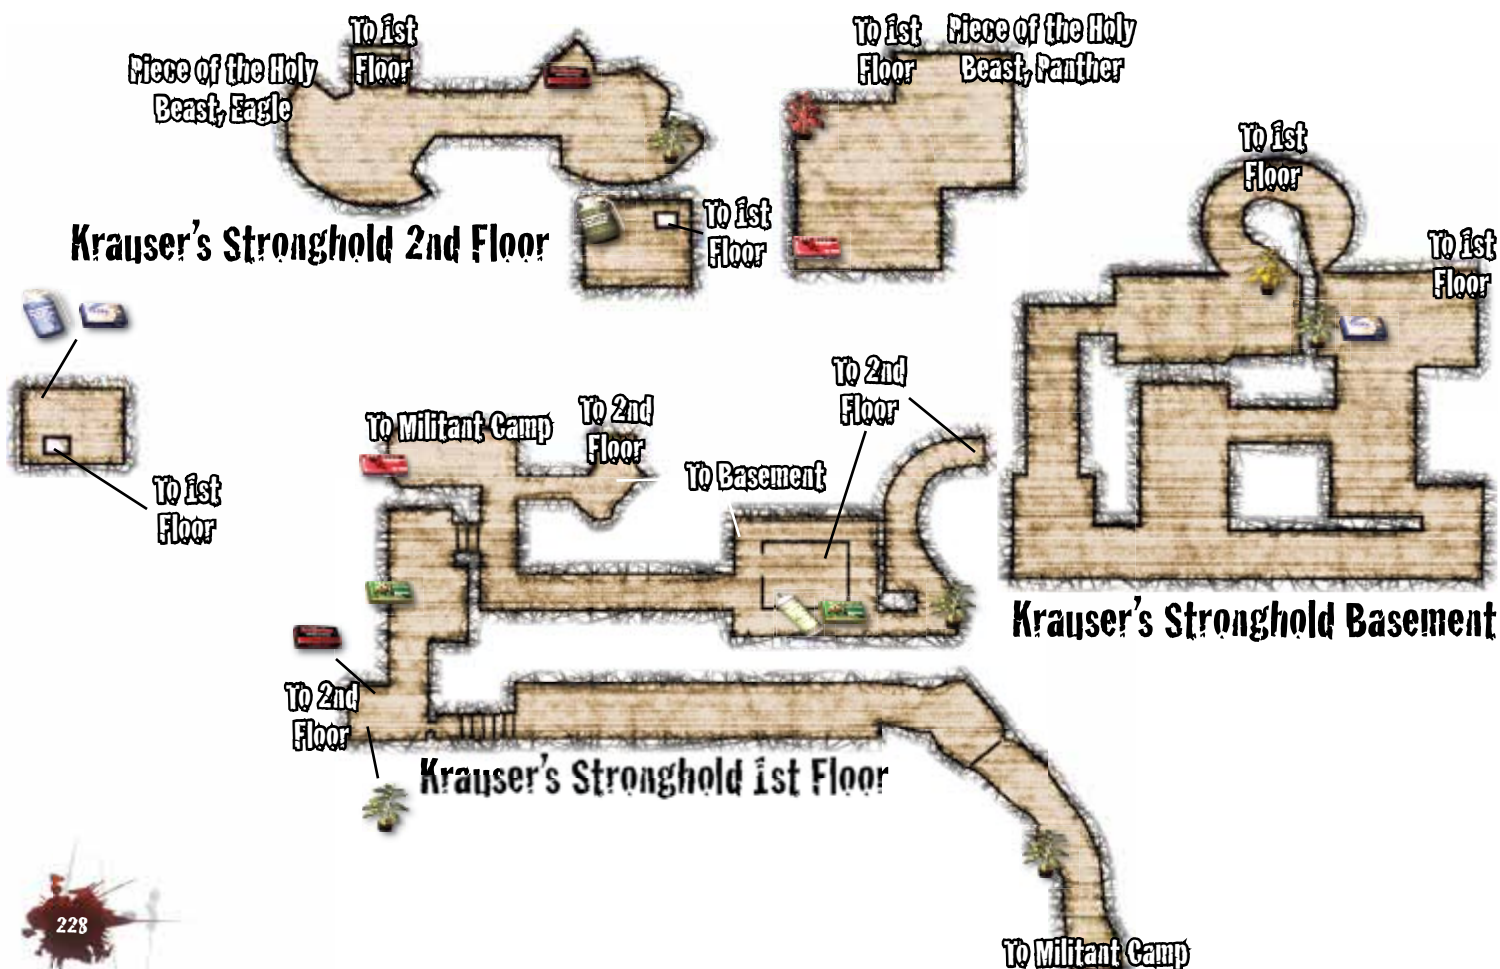 To 1st
Floor
Piece of the Holy
Beast, Eagle
To 1st
Floor
Piece of the Holy
Beast, Panther
To 1st
Floor
To 1st
Floor
Krauser's Stronghold 2nd Floor
To 1st
Floor
To 1st
Floor
To 2nd
Floor
To Militant Camp
To 2nd
Floor
To Basement
Krauser's Stronghold Basement
To 2nd
Floor
Krauser's Stronghold 1st Floor
228
To Militant Camp